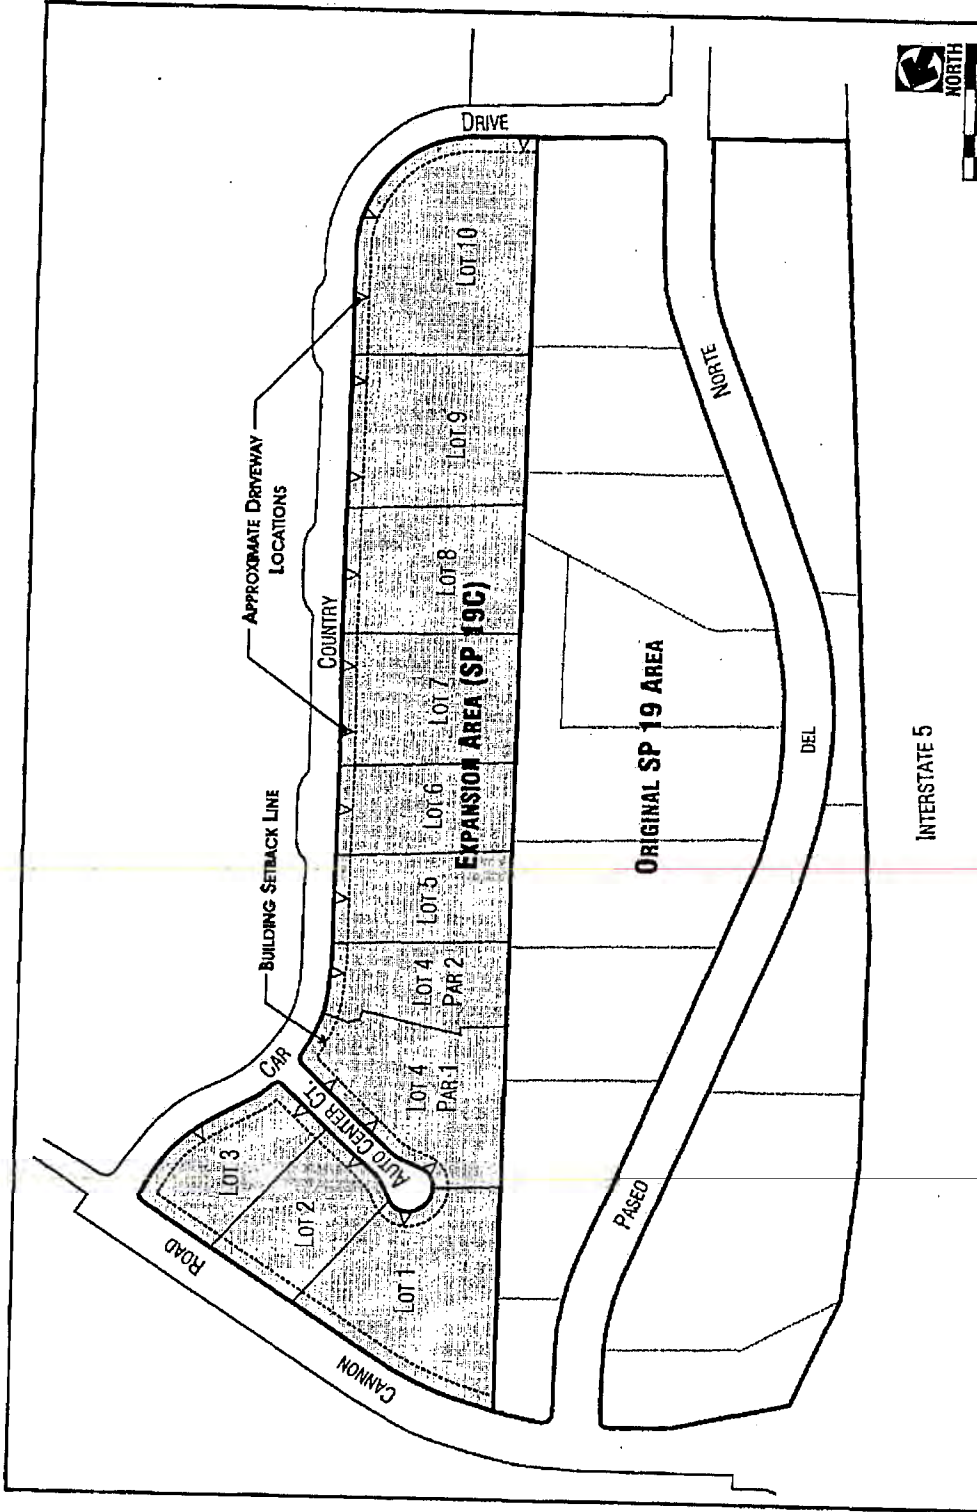 NORTH
DRIVE
LOT 10
APPROXIMATE DRIVEWAY
LOCATIONS
LOT 9
NORTE
COUNTRY
LOT 8
EXPANSION AREA (SP 19C)
LOT 7
ORIGINAL SP 19 AREA
DEL
INTERSTATE 5
BUILDING SETBACK LINE
LOT 6
LOT 5
LOT 4
PAR 2
CAR
LOT 4
PAR 1
AUTO CENTER CT.
LOT 3
LOT 2
LOT 1
PASEO
ROAD
CANNON